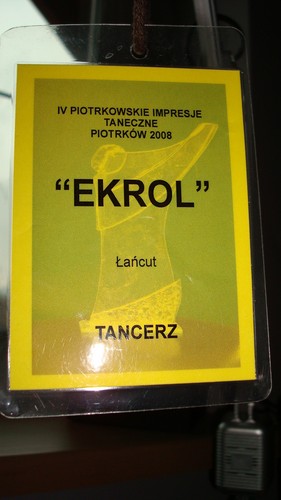 IV PIOTRKOWSKIE IMPRESJE
TANECZNE
PIOTRKÓW 2008
“EKROL”
Łańcut
TANCERZ